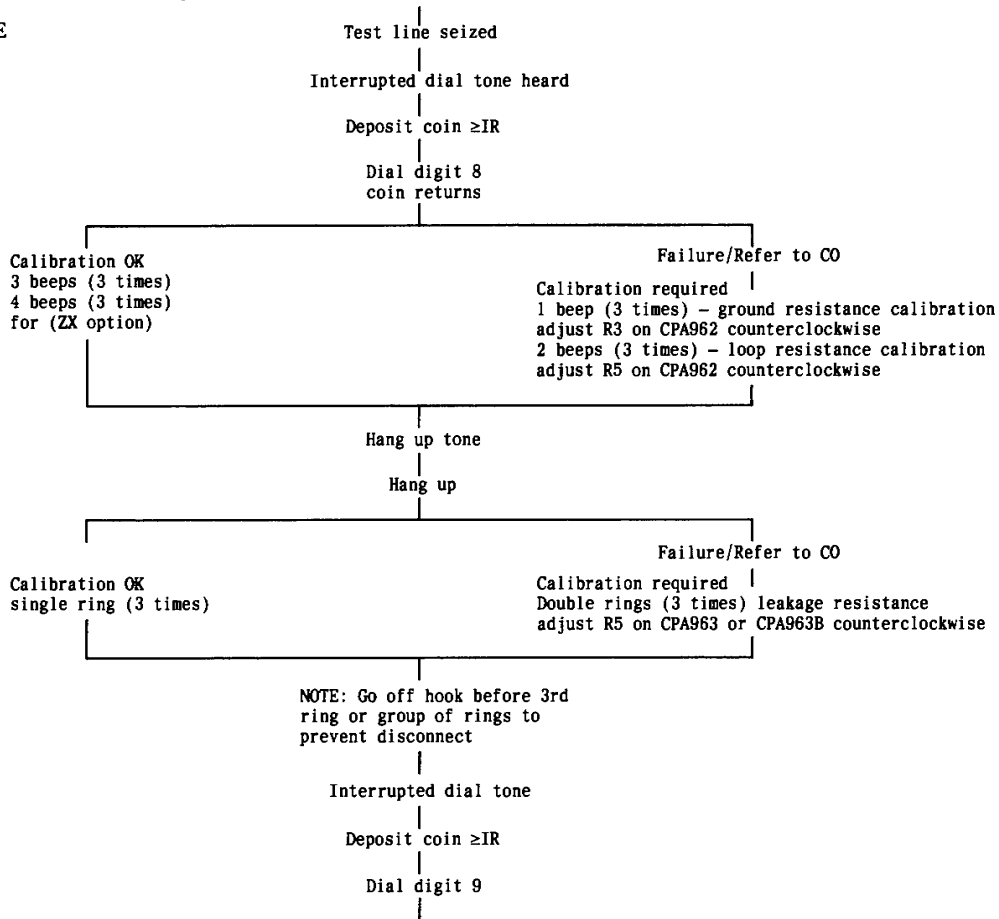 E
Test line seized
Interrupted dial tone heard
Deposit coin ≥IR
Dial digit 8
coin returns
Calibration OK
3 beeps (3 times)
4 beeps (3 times)
for (ZX option)
Failure/Refer to CO
Calibration required
1 beep (3 times) – ground resistance calibration
adjust R3 on CPA962 counterclockwise
2 beeps (3 times) – loop resistance calibration
adjust R5 on CPA962 counterclockwise
Hang up tone
Hang up
Calibration OK
single ring (3 times)
Failure/Refer to CO
Calibration required
Double rings (3 times) leakage resistance
adjust R5 on CPA963 or CPA963B counterclockwise
NOTE: Go off hook before 3rd
ring or group of rings to
prevent disconnect
Interrupted dial tone
Deposit coin ≥IR
Dial digit 9